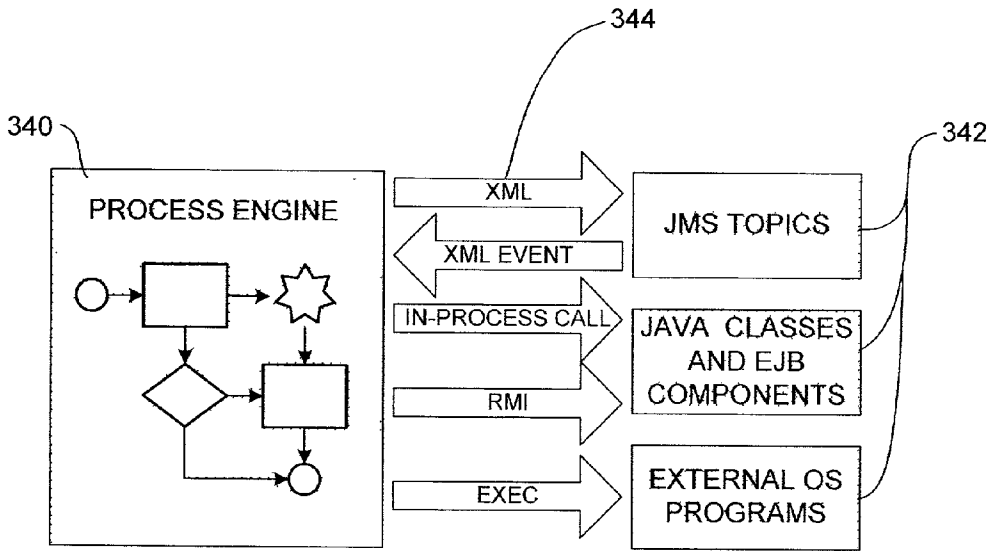 344
340
342
PROCESS ENGINE
XML
JMS TOPICS
XML EVENT
IN-PROCESS CALL
JAVA CLASSES
AND EJB
COMPONENTS
RMI
EXEC
EXTERNAL OS
PROGRAMS